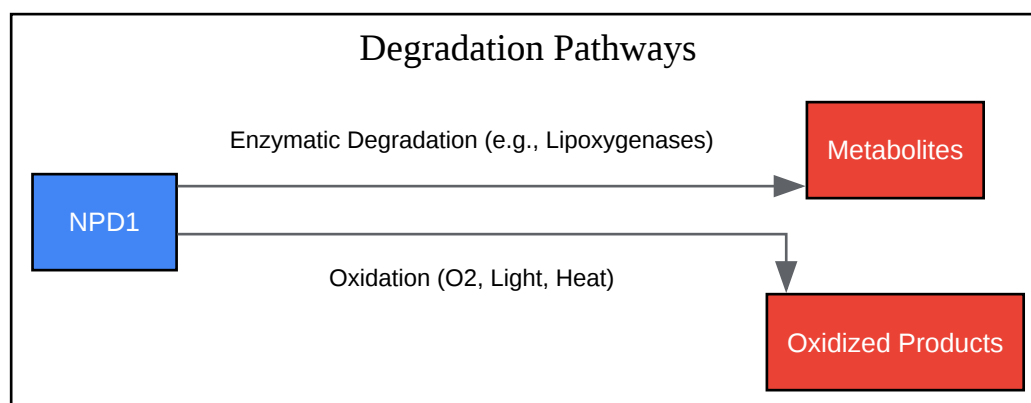 Degradation Pathways
Enzymatic Degradation (e.g., Lipoxygenases)
Metabolites
NPD1
Oxidation (O2, Light, Heat)
Oxidized Products